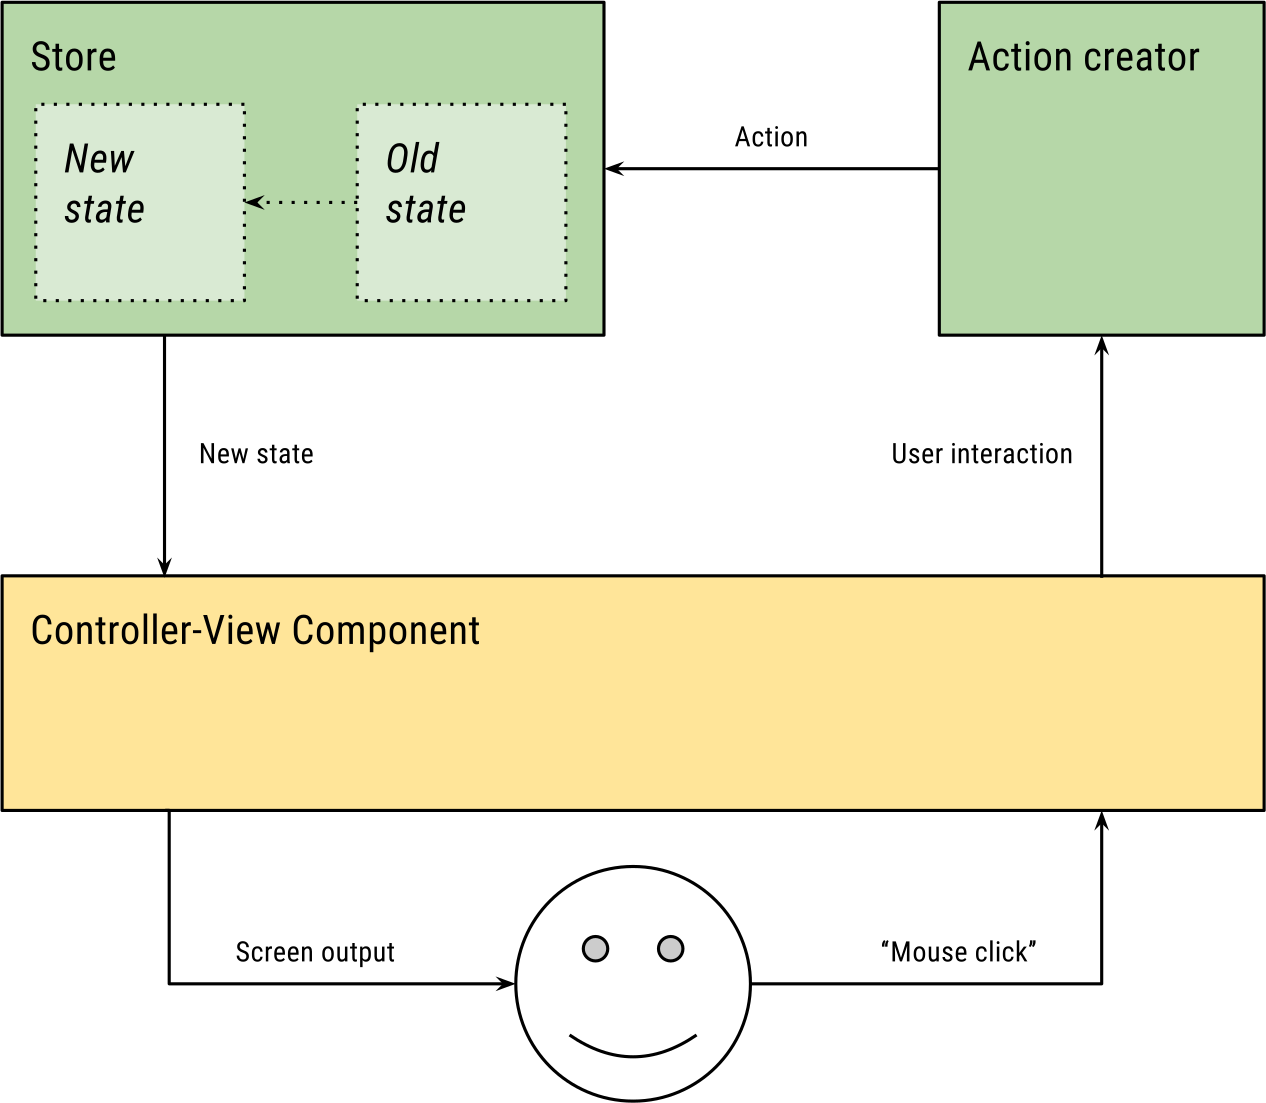 Store
Action creator
New
state
Old
state
Action
New state
User interaction
Controller-View Component
Screen output
“Mouse click”